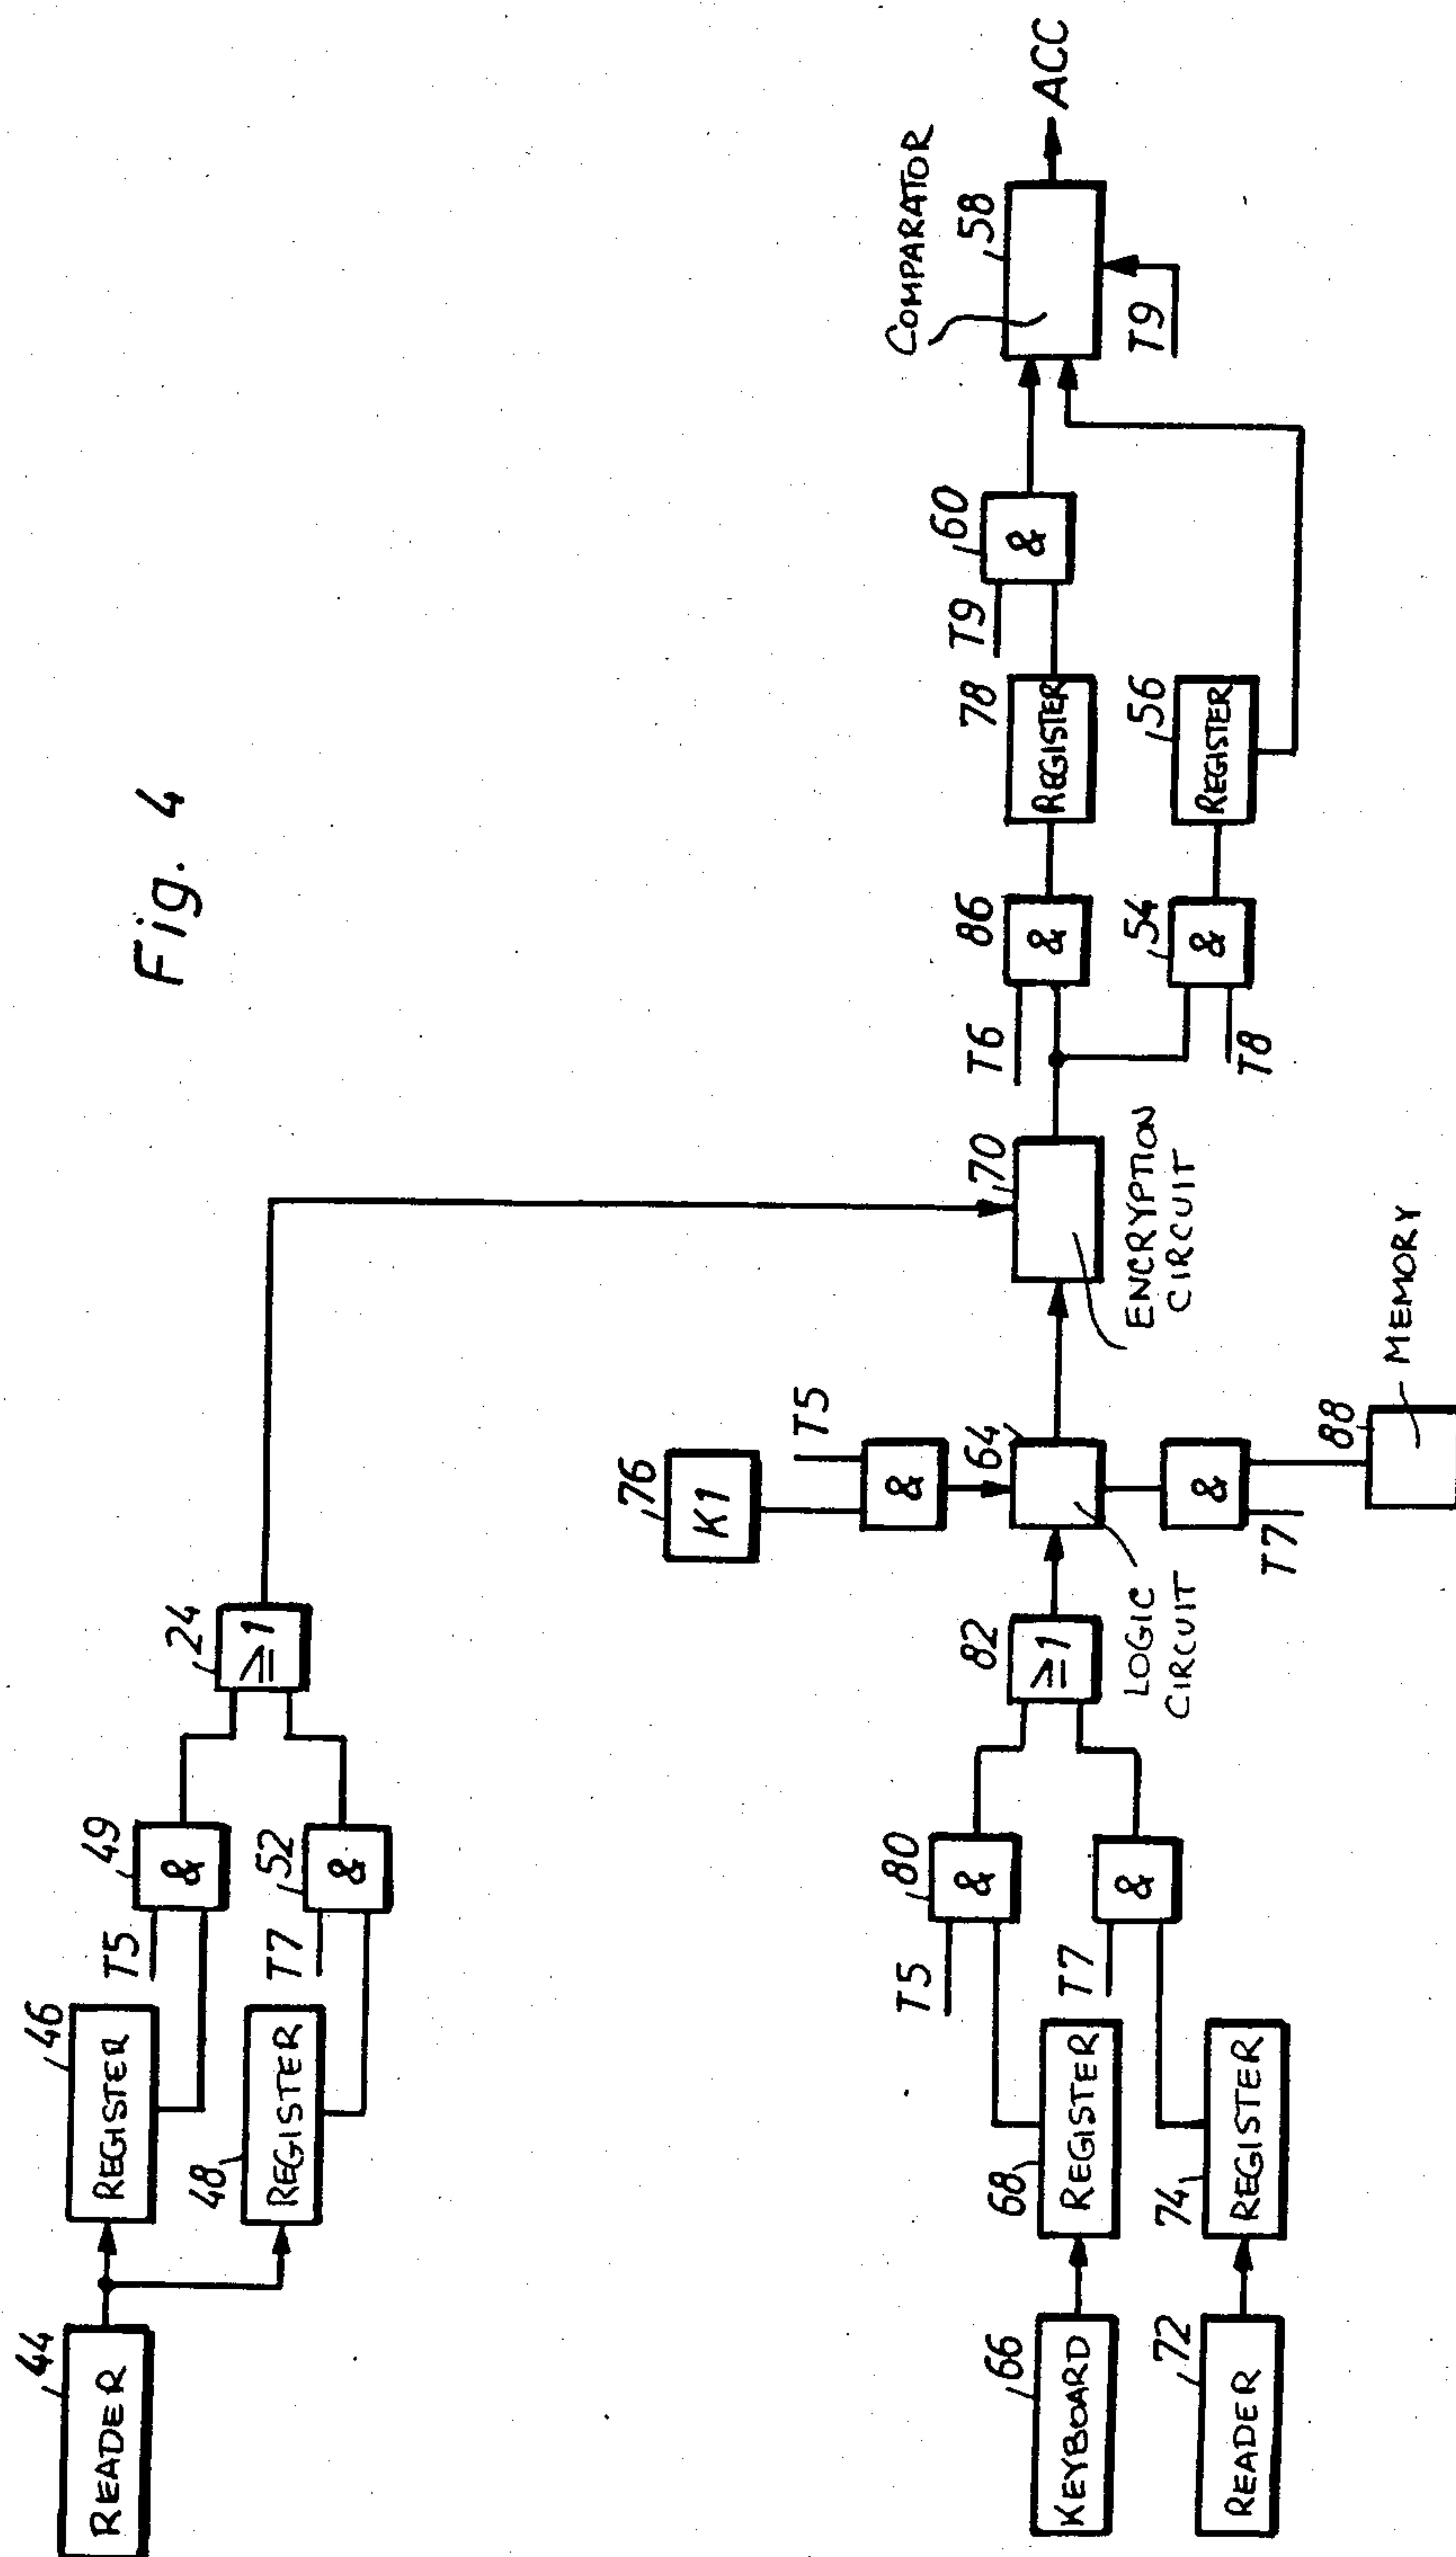 Fig. 4
44
READER
46
REGISTER
48
REGISTER
T5
49
&
T7
52
&
24
≥1
66
KEYBOARD
68
REGISTER
72
READER
74
REGISTER
T5
80
&
T7
&
82
≥1
76
K1
T5
&
64
LOGIC
CIRCUIT
&
T7
88
MEMORY
70
ENCRYPTION
CIRCUIT
T6
86
&
54
&
T8
78
REGISTER
56
REGISTER
T9
60
&
COMPARATOR
58
T9
ACC